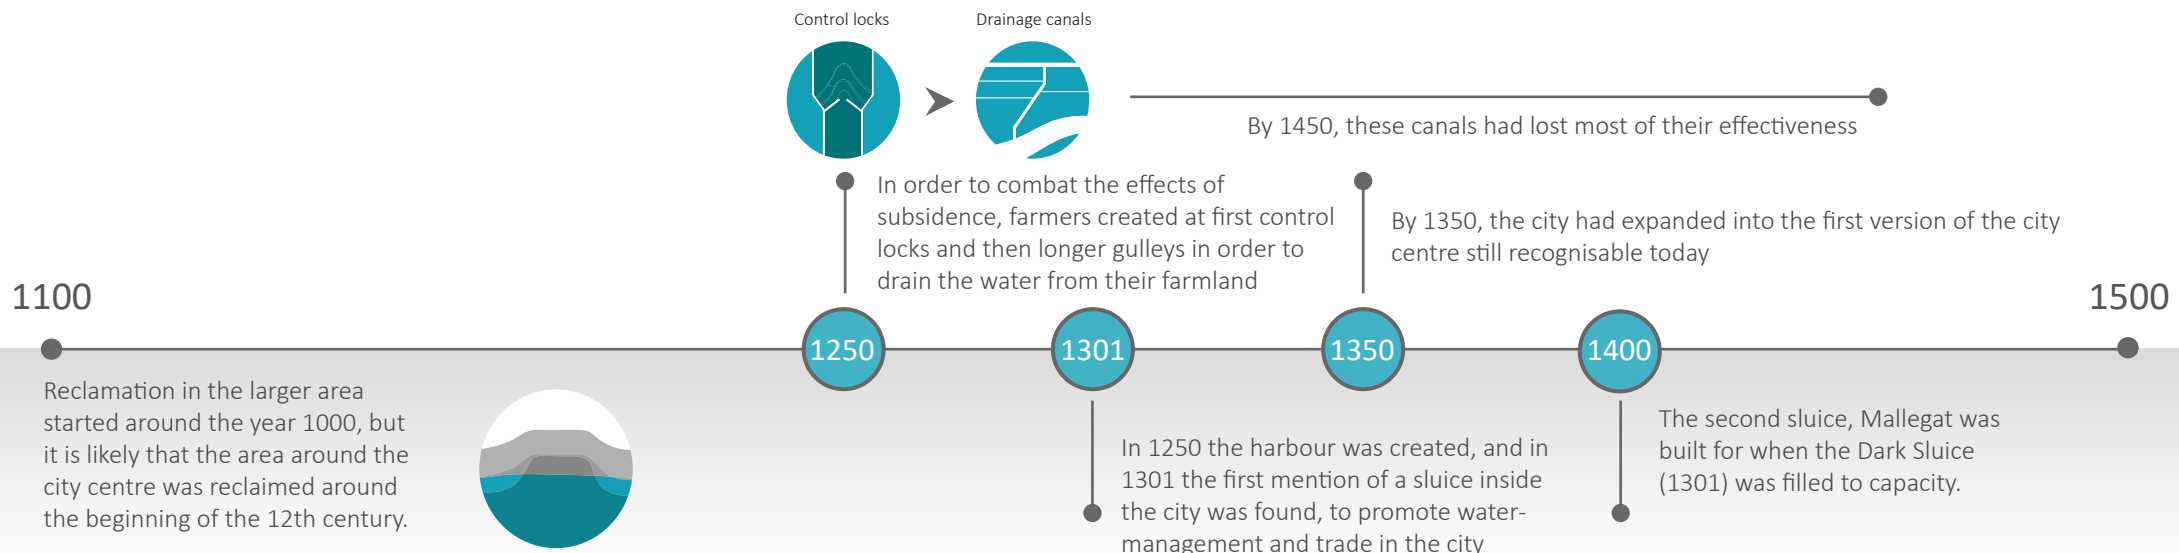 Control locks
Drainage canals
By 1450, these canals had lost most of their effectiveness
In order to combat the effects of
subsidence, farmers created at first control
locks and then longer gulleys in order to
drain the water from their farmland
By 1350, the city had expanded into the first version of the city
centre still recognisable today
1100
1500
1250
1301
1350
1400
Reclamation in the larger area
started around the year 1000, but
it is likely that the area around the
city centre was reclaimed around
the beginning of the 12th century.
In 1250 the harbour was created, and in
1301 the first mention of a sluice inside
the city was found, to promote water-
management and trade in the city
The second sluice, Mallegat was
built for when the Dark Sluice
(1301) was filled to capacity.